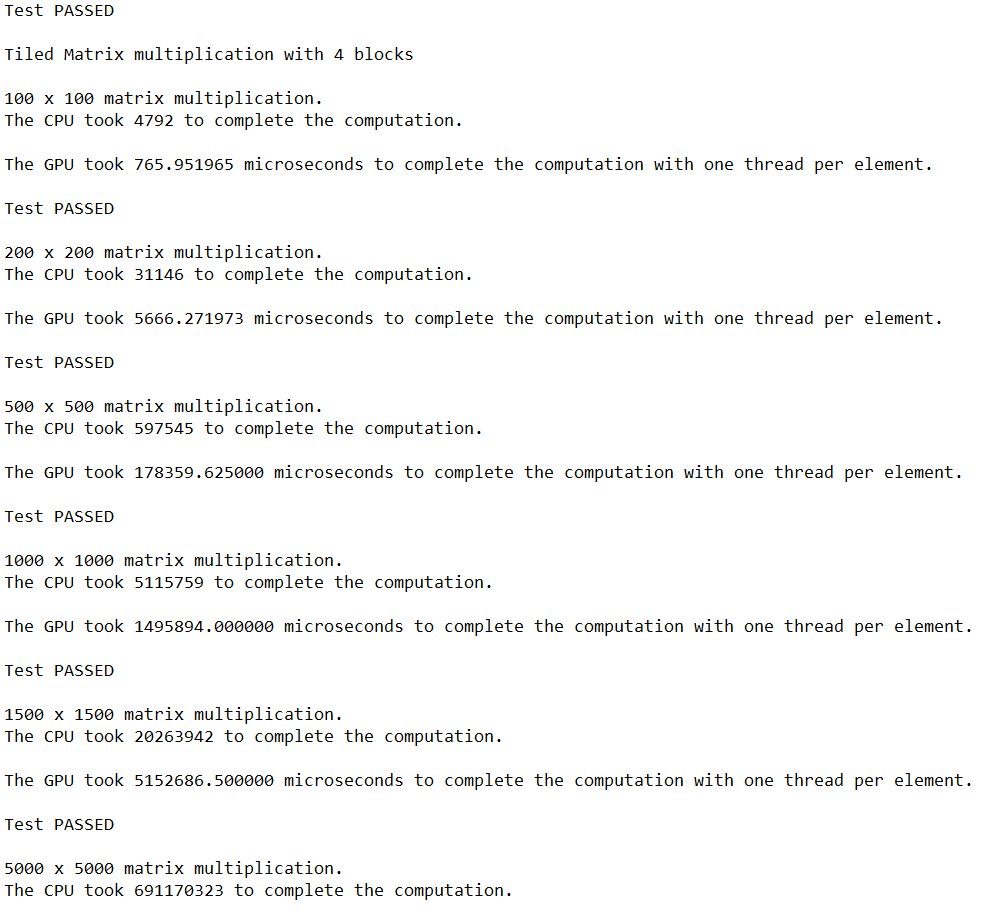 Test PASSED
Tiled Matrix multiplication with 4 blocks
100 x 100 matrix multiplication.
The CPU took 4792 to complete the computation.
The GPU took 765.951965 microseconds to complete the computation with one thread per element.
Test PASSED
200 x 200 matrix multiplication.
The CPU took 31146 to complete the computation.
The GPU took 5666.271973 microseconds to complete the computation with one thread per element.
Test PASSED
500 x 500 matrix multiplication.
The CPU took 597545 to complete the computation.
The GPU took 178359.625000 microseconds to complete the computation with one thread per element.
Test PASSED
1000 x 1000 matrix multiplication.
The CPU took 5115759 to complete the computation.
The GPU took 1495894.000000 microseconds to complete the computation with one thread per element.
Test PASSED
1500 x 1500 matrix multiplication.
The CPU took 20263942 to complete the computation.
The GPU took 5152686.500000 microseconds to complete the computation with one thread per element.
Test PASSED
5000 x 5000 matrix multiplication.
The CPU took 691170323 to complete the computation.